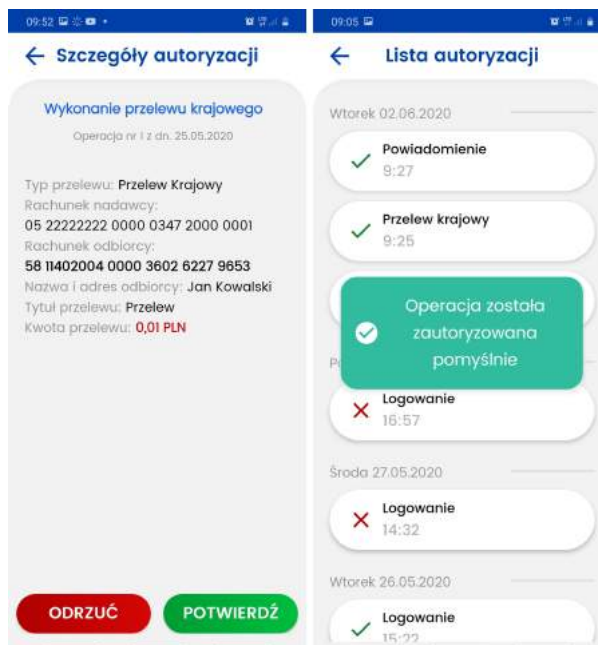 09:52
Szczegóły autoryzacji
Wykonanie przelewu krajowego
Operacja nr 1 z dn. 25.05.2020
Typ przelewu: Przelew Krajowy
Rachunek nadawcy:
05 22222222 0000 0347 2000 0001
Rachunek odbiorcy:
58 11402004 0000 3602 6227 9653
Nazwa i adres odbiorcy: Jan Kowalski
Tytuł przelewu: Przelew
Kwota przelewu: 0,01 PLN
ODRZUĆ
POTWIERDŹ
09:05
Lista autoryzacji
Wtorek 02.06.2020
Powiadomienie
9:27
Przelew krajowy
9:25
Operacja została
zautoryzowana
pomyślnie
Logowanie
16:57
Środa 27.05.2020
Logowanie
14:32
Wtorek 26.05.2020
Logowanie
15:22